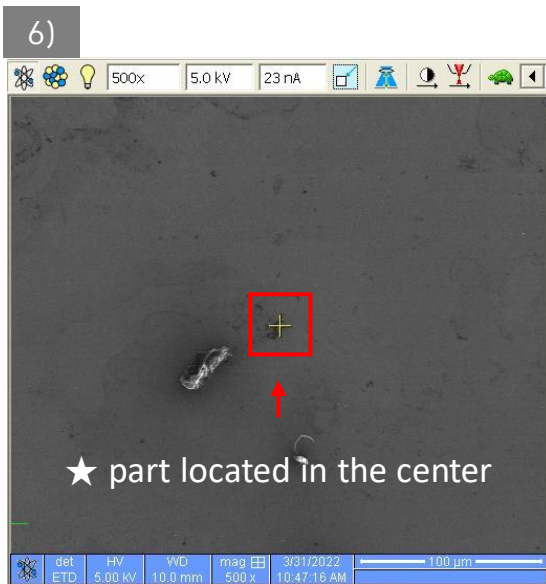 6)
500x 5.0 kV 23 nA
★ part located in the center
det HV WD mag 3/31/2022 100 µm
ETD 5.00 kV 10.0 mm 500 x 10:47:16 AM